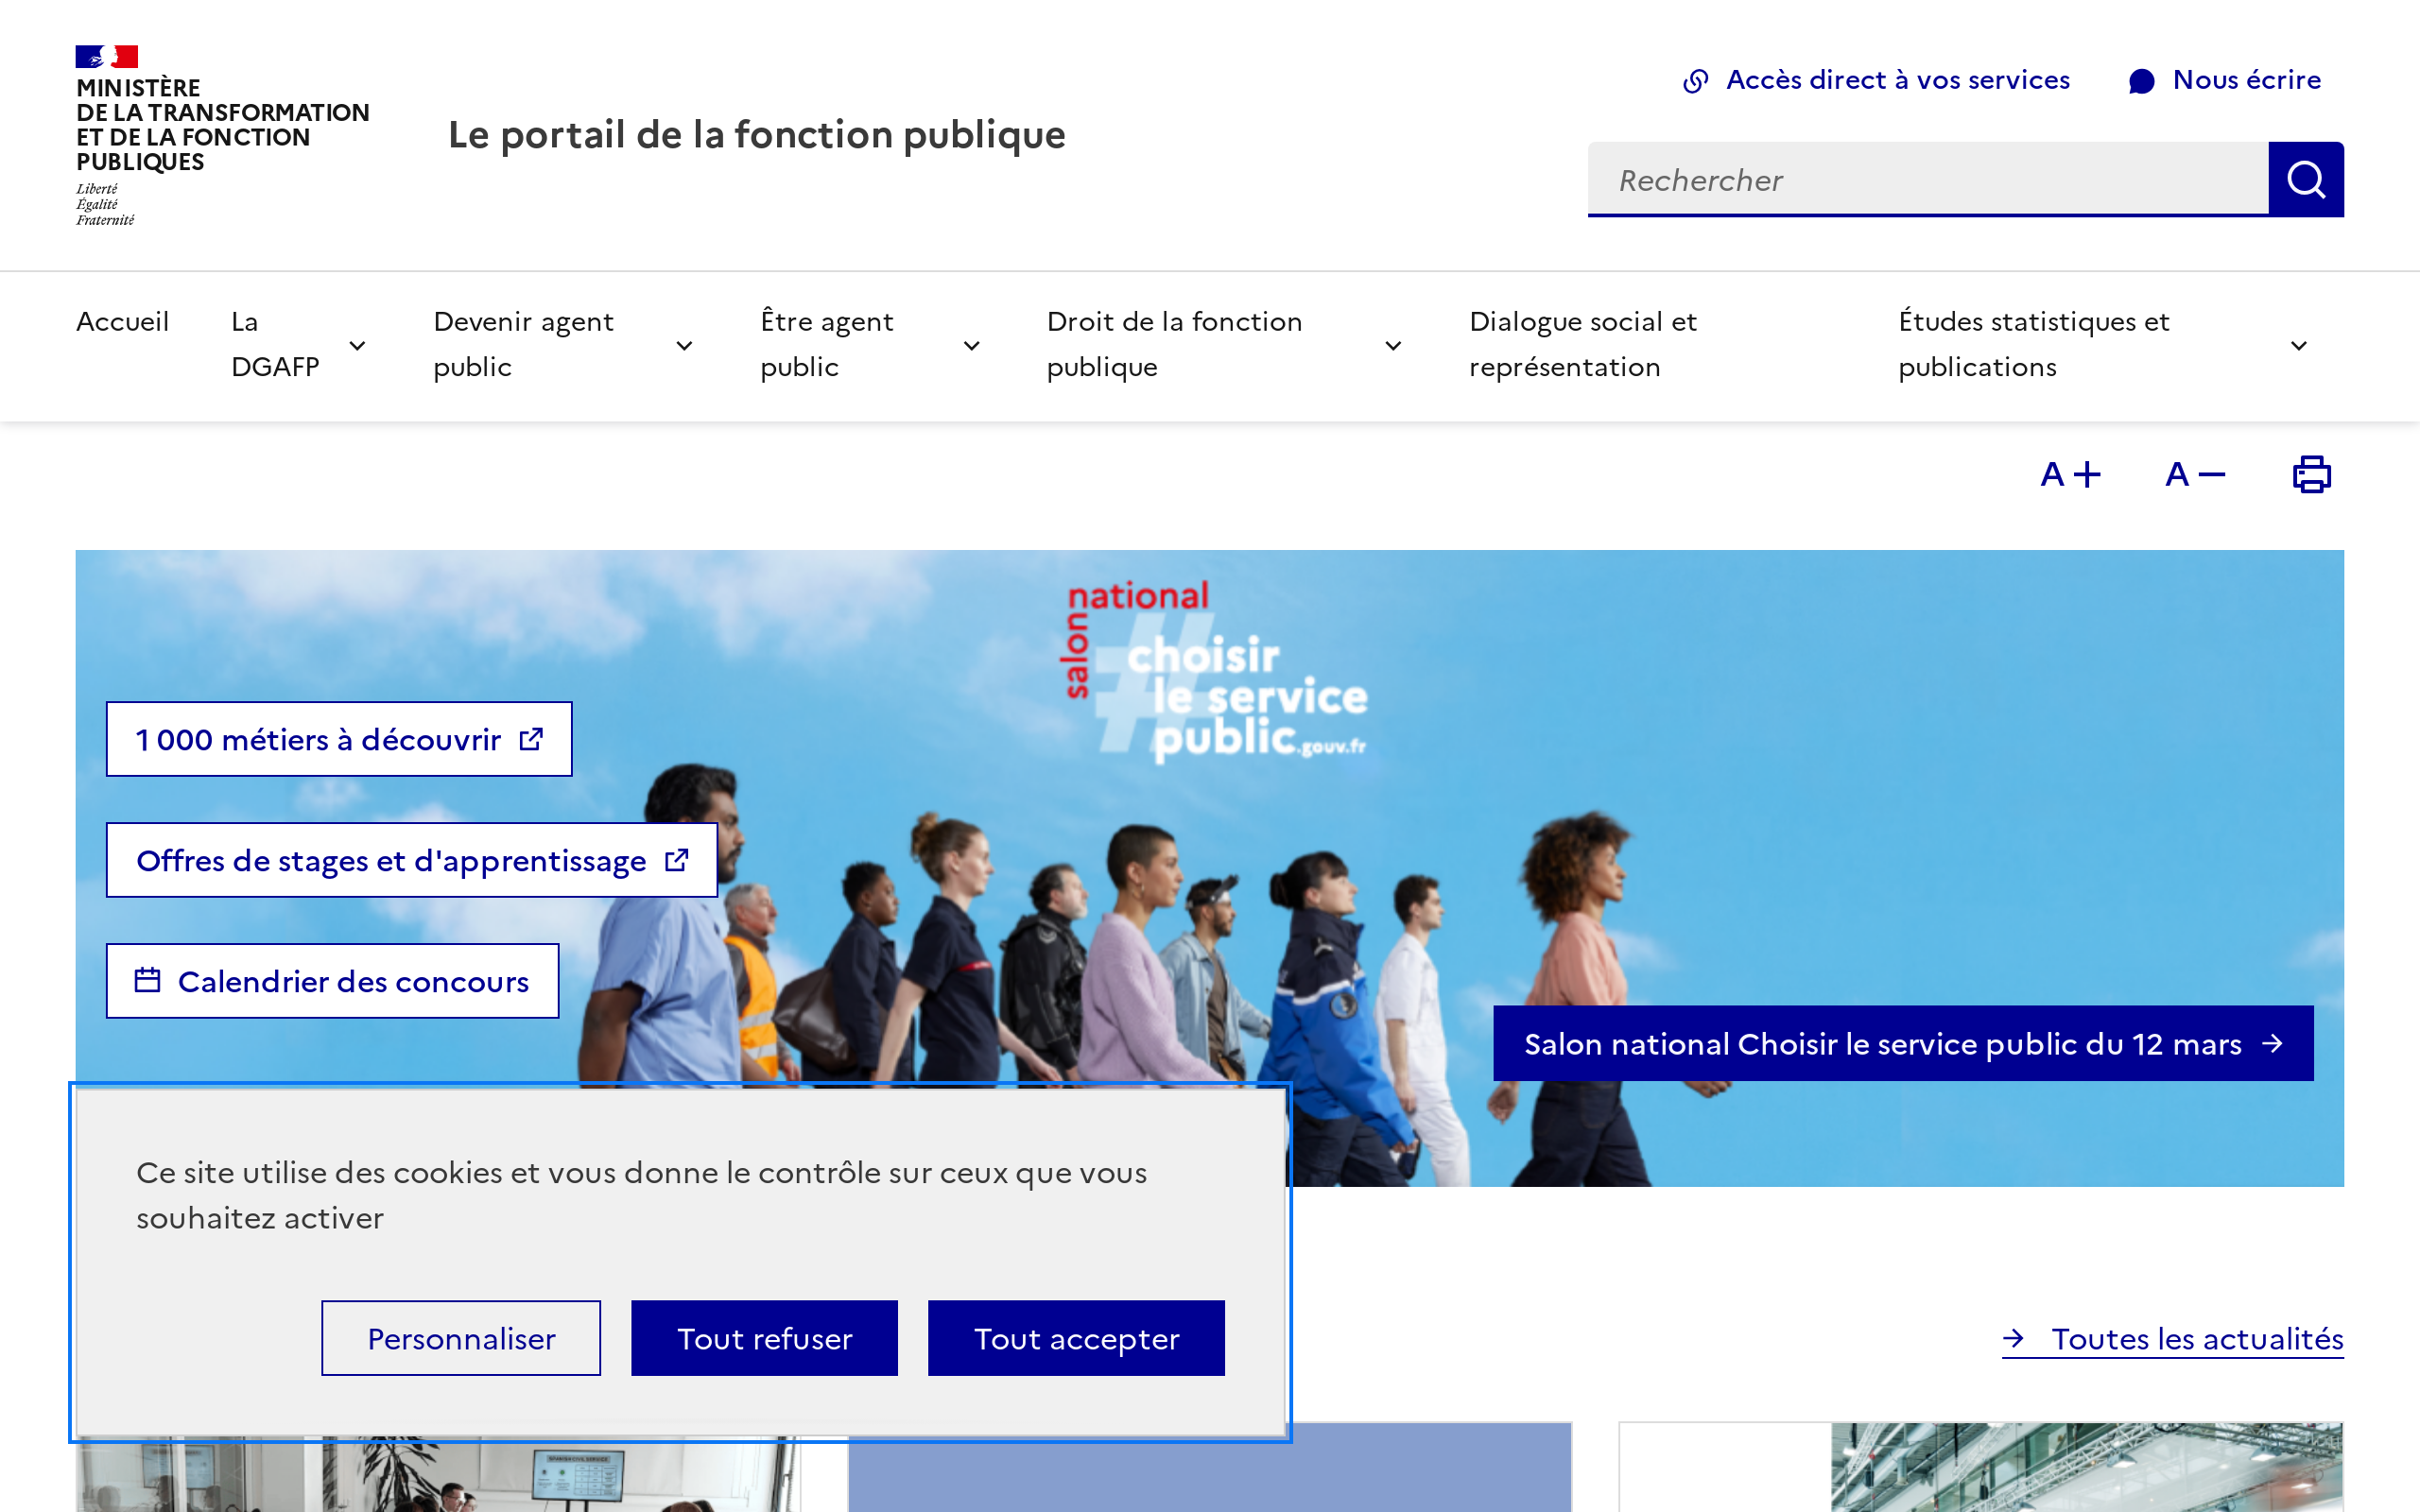 MINISTÈRE
DE LA TRANSFORMATION
ET DE LA FONCTION
PUBLIQUES
Liberté
Égalité
Fraternité
Le portail de la fonction publique
Accès direct à vos services
Nous écrire
Rechercher
Accueil
La
DGAFP
Devenir agent
public
Être agent
public
Droit de la fonction
publique
Dialogue social et
représentation
Études statistiques et
publications
A+
A−
salon
national
#
choisir
le service
public.gouv.fr
1 000 métiers à découvrir
Offres de stages et d'apprentissage
Calendrier des concours
Salon national Choisir le service public du 12 mars
Ce site utilise des cookies et vous donne le contrôle sur ceux que vous
souhaitez activer
Personnaliser
Tout refuser
Tout accepter
Toutes les actualités